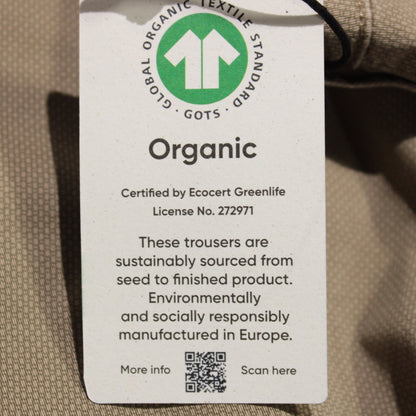 GLOBAL ORGANIC TEXTILE STANDARD
· GOTS ·
Organic
Certified by Ecocert Greenlife
License No. 272971
These trousers are
sustainably sourced from
seed to finished product.
Environmentally
and socially responsibly
manufactured in Europe.
More info
Scan here